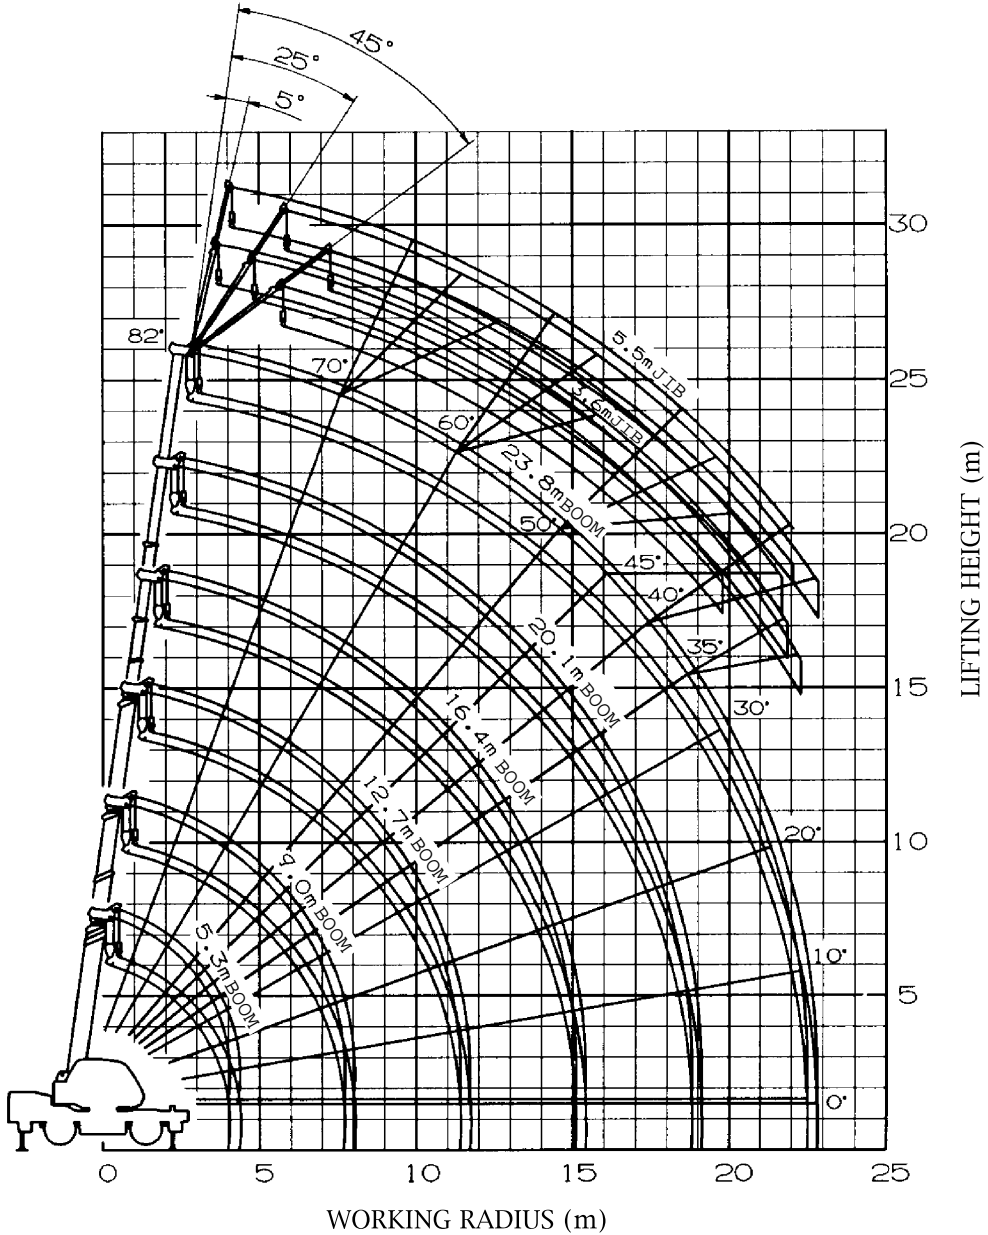 45°
25°
5°
30
82°
70°
5.5m JIB
25
3.6m JIB
60°
23.8m BOOM
50°
20
45°
40°
20.1m BOOM
35°
15
16.4m BOOM
30°
12.7m BOOM
20°
10
9.0m BOOM
10°
5.3m BOOM
5
0°
0 5 10 15 20 25
WORKING RADIUS (m)
LIFTING HEIGHT (m)